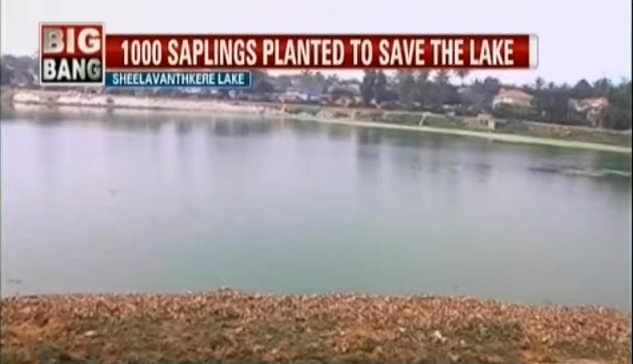 BIG
BANG
1000 SAPLINGS PLANTED TO SAVE THE LAKE
SHEELAVANTHKERE LAKE